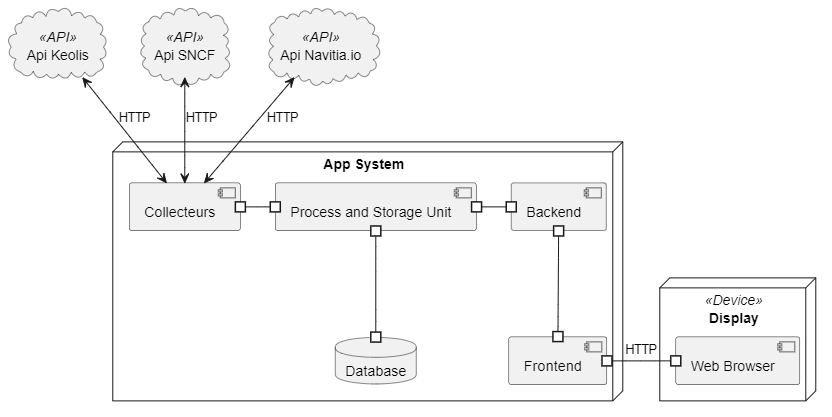 «API»
Api Keolis
«API»
Api SNCF
«API»
Api Navitia.io
HTTP
HTTP
HTTP
App System
Collecteurs
Process and Storage Unit
Backend
«Device»
Display
Database
Frontend
HTTP
Web Browser